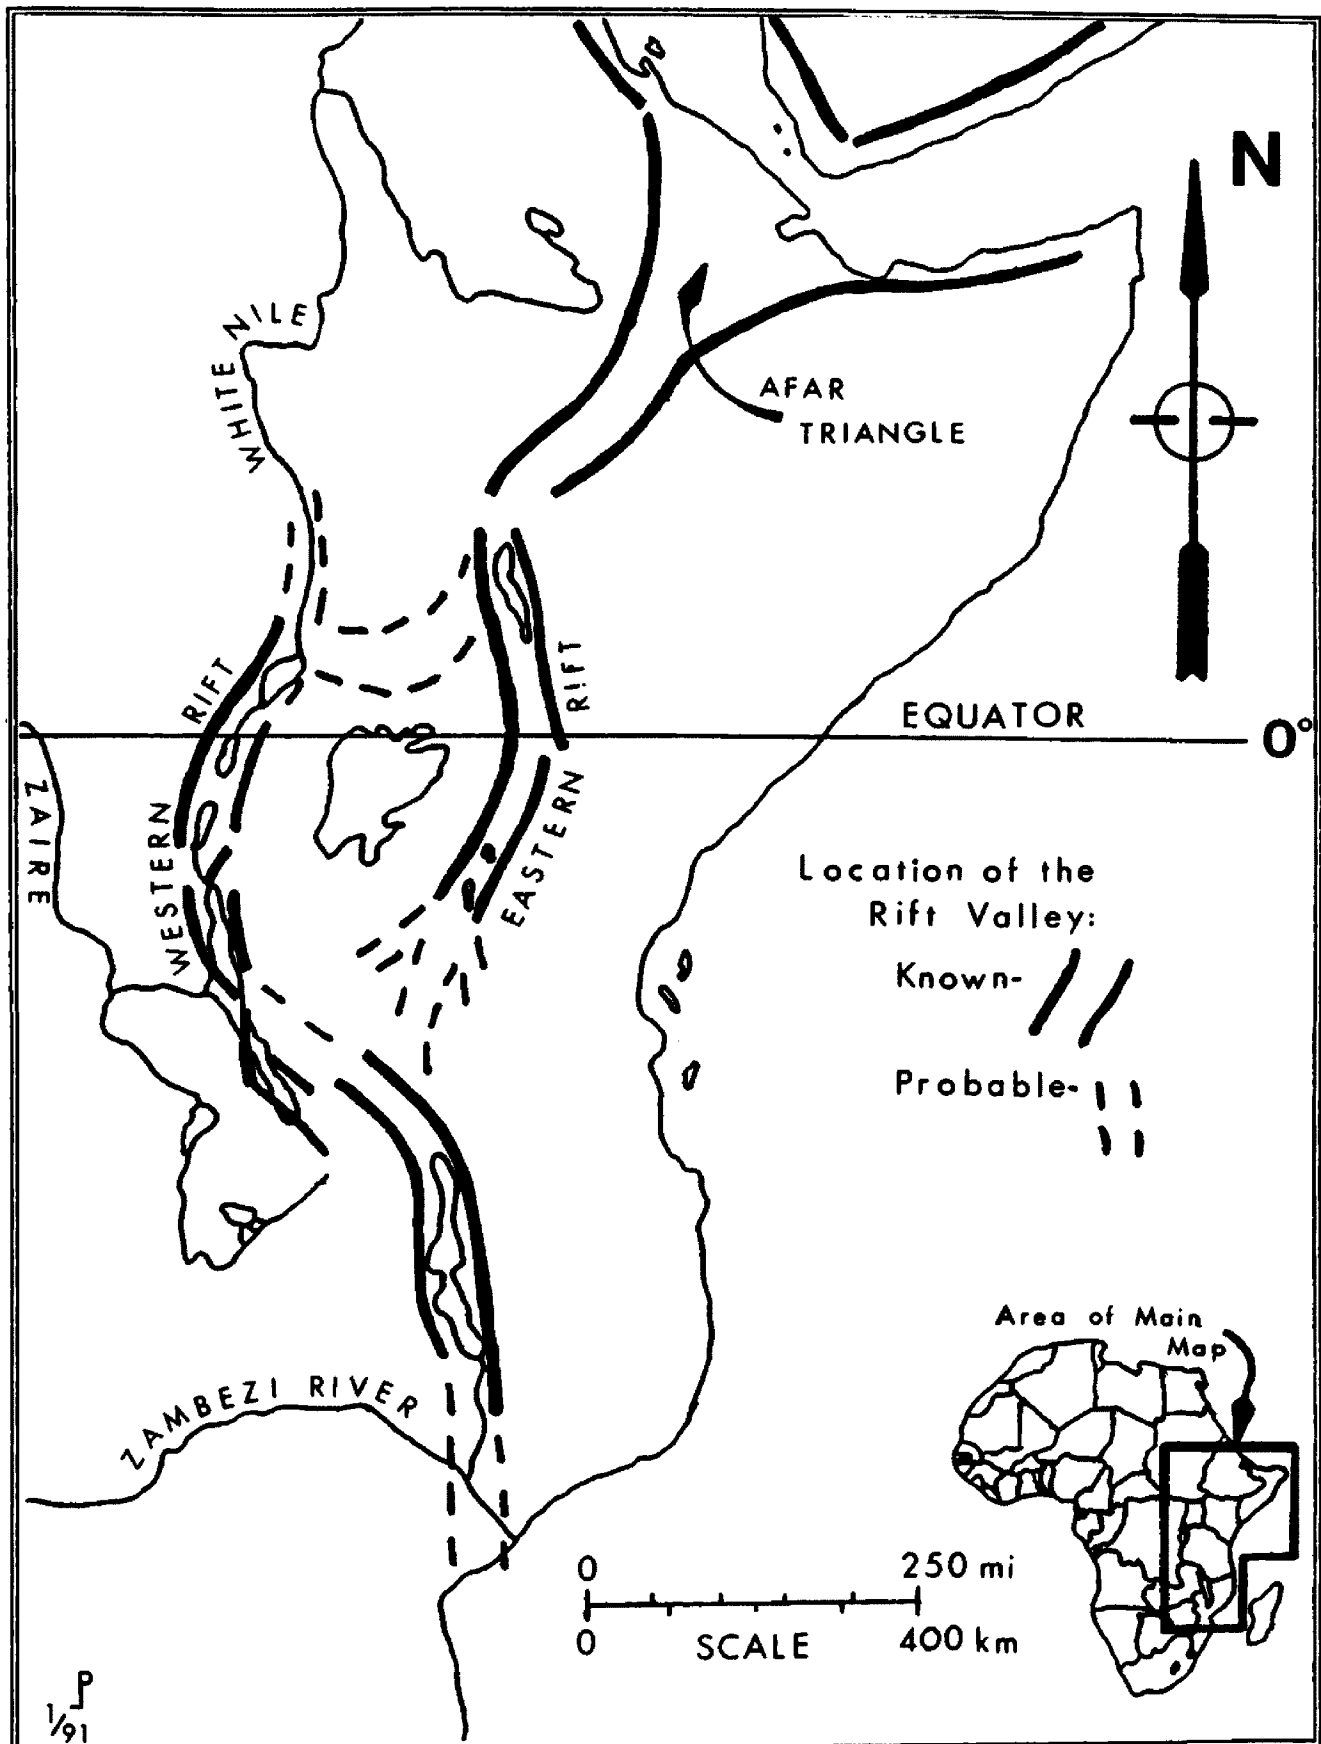 N
WHITE NILE
AFAR
TRIANGLE
RIFT
RIFT
EQUATOR
0°
ZAIRE
WESTERN
EASTERN
Location of the
Rift Valley:
Known-
Probable-
Area of Main
Map
ZAMBEZI RIVER
0
250 mi
0
SCALE
400 km
JP
1/91